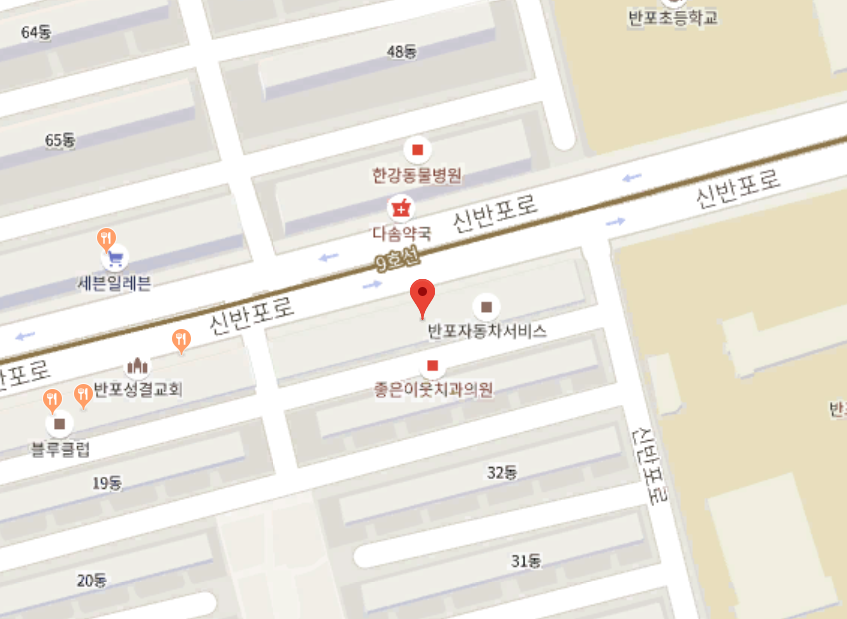 반포초등학교
64동
48동
65동
한강동물병원
신반포로
신반포로
다솜약국
9호선
세븐일레븐
신반포로
반포자동차서비스
반포로
반포성결교회
좋은이웃치과의원
반포
블루클럽
신반포로
32동
19동
31동
20동